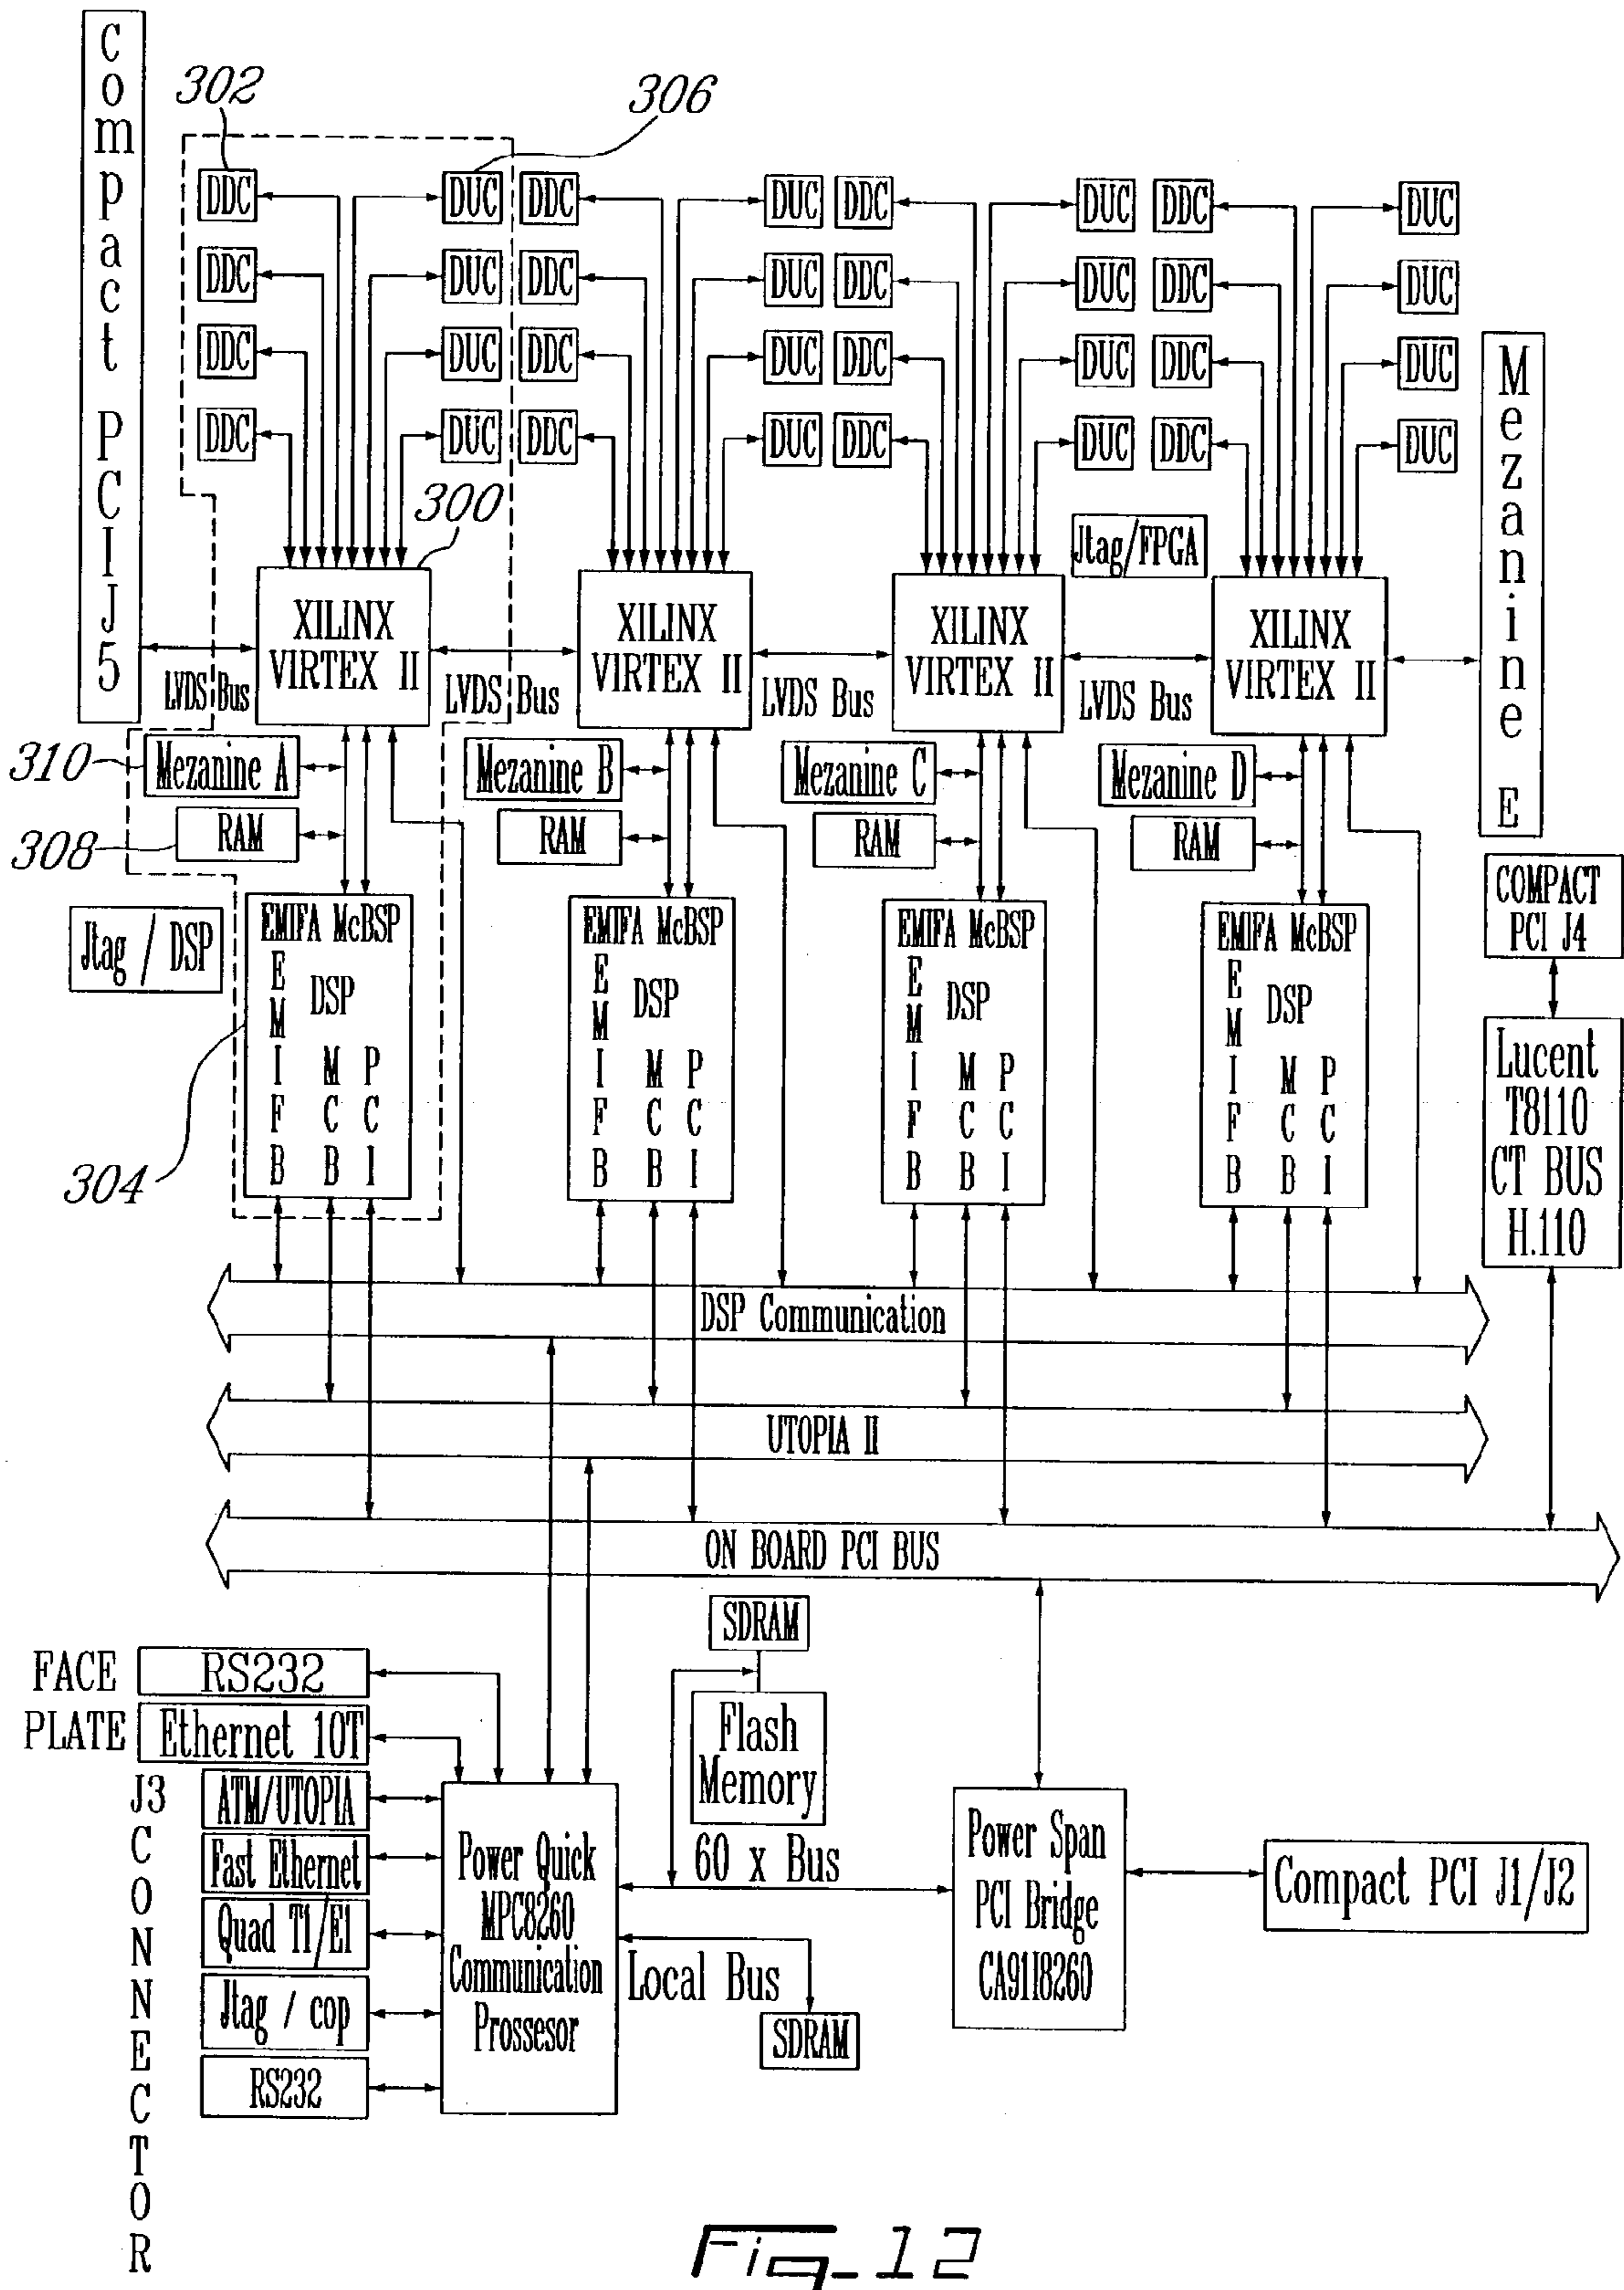 Compact PCI J5
302
306
DDC
DUC
DDC
DUC
DDC
DUC
DDC
DUC
DDC
DUC
DDC
DUC
DDC
DUC
DDC
DUC
DDC
DUC
DDC
DUC
DDC
DUC
DDC
DUC
DDC
DUC
DDC
DUC
DDC
DUC
DDC
DUC
Mezanine E
300
Jtag/FPGA
XILINX
VIRTEX II
XILINX
VIRTEX II
XILINX
VIRTEX II
XILINX
VIRTEX II
LVDS Bus
LVDS Bus
LVDS Bus
LVDS Bus
310
Mezanine A
Mezanine B
Mezanine C
Mezanine D
308
RAM
RAM
RAM
RAM
COMPACT
PCI J4
Jtag / DSP
EMIFA McBSP
DSP
EMIFB
MCB
PCI
EMIFA McBSP
DSP
EMIFB
MCB
PCI
EMIFA McBSP
DSP
EMIFB
MCB
PCI
EMIFA McBSP
DSP
EMIFB
MCB
PCI
304
Lucent
T8110
CT BUS
H.110
DSP Communication
UTOPIA II
ON BOARD PCI BUS
SDRAM
Flash
Memory
FACE
PLATE
RS232
Ethernet 10T
J3
CONNECTOR
ATM/UTOPIA
Fast Ethernet
Quad T1/E1
Jtag / cop
RS232
Power Quick
MPC8260
Communication
Prossesor
60 x Bus
Local Bus
SDRAM
Power Span
PCI Bridge
CA91I8260
Compact PCI J1/J2
Fig-12